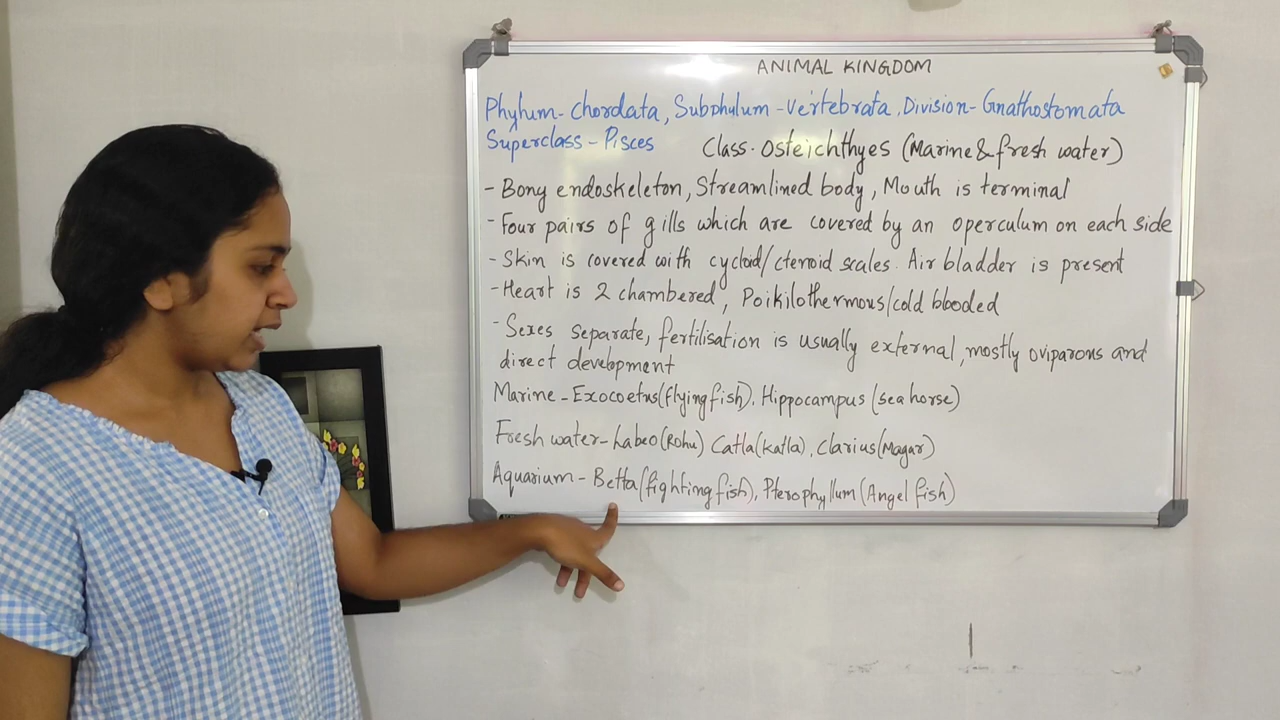 ANIMAL KINGDOM
Phylum-Chordata, Subphylum-Vertebrata, Division-Gnathostomata
Superclass-Pisces Class-Osteichthyes (Marine & fresh water)
- Bony endoskeleton, Streamlined body, Mouth is terminal
- Four pairs of gills which are covered by an operculum on each side
- Skin is covered with cycloid/ctenoid scales. Air bladder is present
- Heart is 2 chambered, Poikilothermous/cold blooded
- Sexes separate, fertilisation is usually external, mostly oviparous and
direct development
Marine - Exocoetus (flying fish). Hippocampus (sea horse)
Fresh water - Labeo (Rohu) Catla (Katla), Clarius (Magar)
Aquarium - Betta (fighting fish), Pterophyllum (Angel fish)